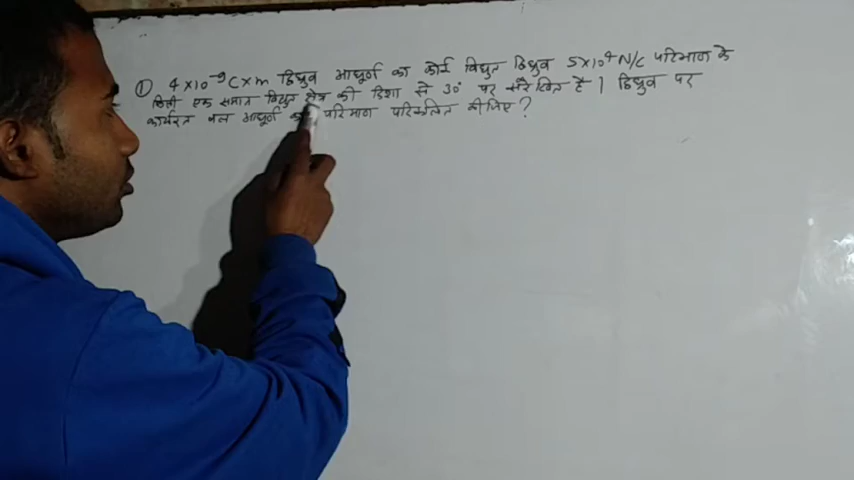 ① 4×10⁻⁹ C×m द्विध्रुव आघूर्ण का कोई विद्युत द्विध्रुव 5×10⁴ N/C परिमाण के
किसी एक समान विद्युत क्षेत्र की दिशा से 30° पर संरेखित है । द्विध्रुव पर
कार्यरत बल आघूर्ण का परिमाण परिकलित कीजिए ?